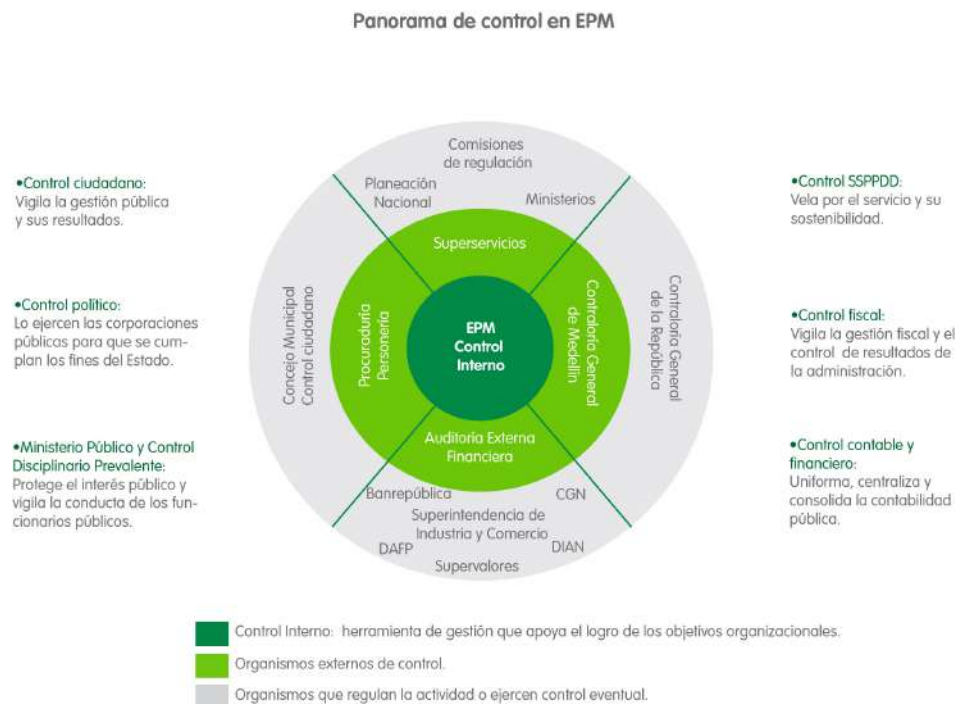 Panorama de control en EPM
•Control ciudadano:
Vigila la gestión pública
y sus resultados.
•Control político:
Lo ejercen las corporaciones
públicas para que se cum-
plan los fines del Estado.
•Ministerio Público y Control
Disciplinario Prevalente:
Protege el interés público y
vigila la conducta de los fun-
cionarios públicos.
Comisiones
de regulación
Planeación
Nacional
Ministerios
Superservicios
Concejo Municipal
Control ciudadano
Procuraduría
Personería
EPM
Control
Interno
Contraloría General
de Medellín
Contraloría General
de la República
Auditoría Externa
Financiera
Banrepública
CGN
Superintendencia de
Industria y Comercio
DAFP
DIAN
Supervalores
•Control SSPPDD:
Vela por el servicio y su
sostenibilidad.
•Control fiscal:
Vigila la gestión fiscal y el
control de resultados de
la administración.
•Control contable y
financiero:
Uniforma, centraliza y
consolida la contabilidad
pública.
Control Interno: herramienta de gestión que apoya el logro de los objetivos organizacionales.
Organismos externos de control.
Organismos que regulan la actividad o ejercen control eventual.